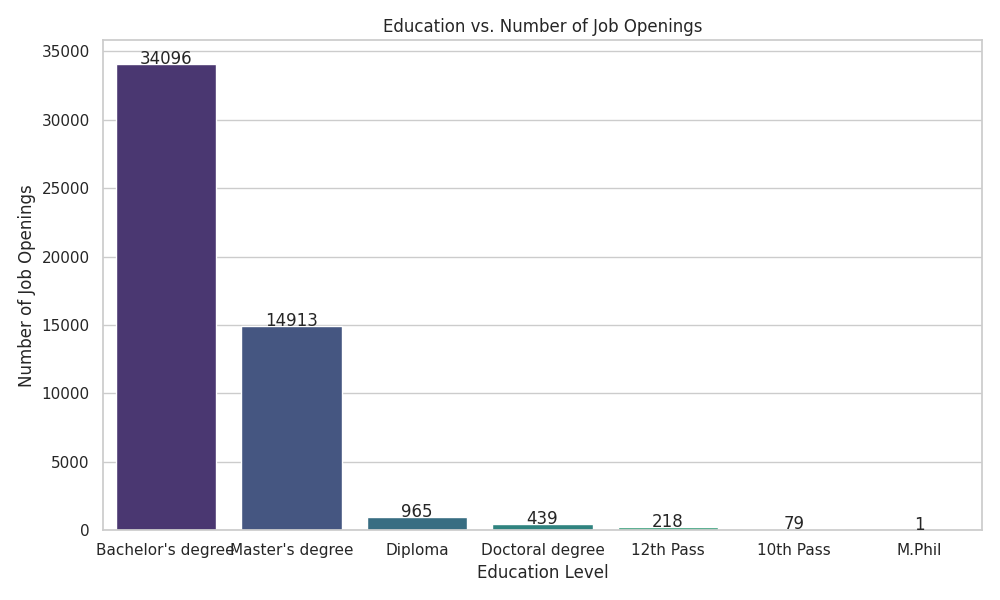 Education vs. Number of Job Openings
Number of Job Openings
35000
30000
25000
20000
15000
10000
5000
0
34096
14913
965
439
218
79
1
Bachelor's degree
Master's degree
Diploma
Doctoral degree
12th Pass
10th Pass
M.Phil
Education Level